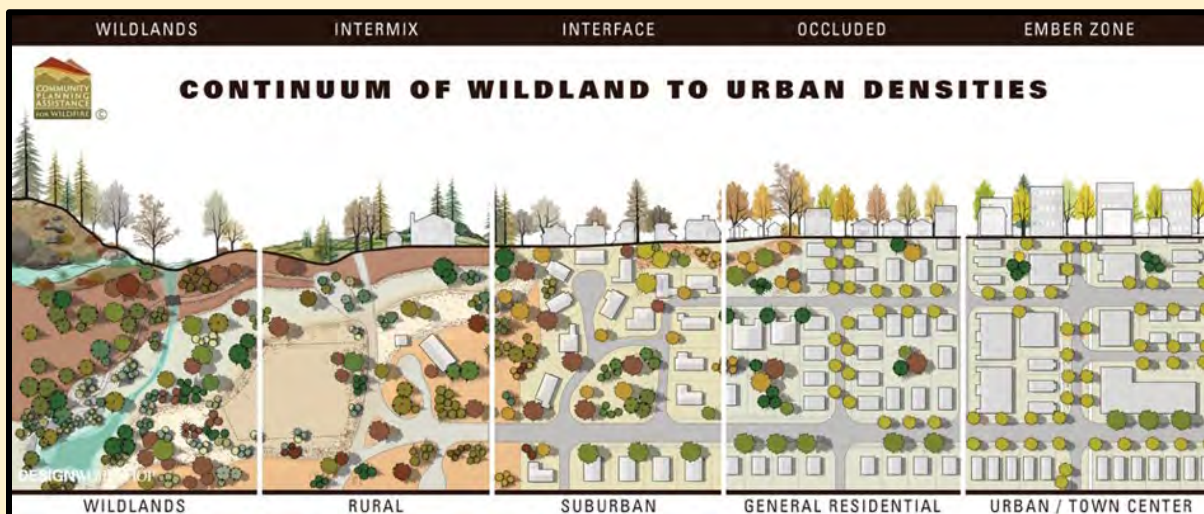 WILDLANDS INTERMIX INTERFACE OCCLUDED EMBER ZONE
CONTINUUM OF WILDLAND TO URBAN DENSITIES
COMMUNITY
PLANNING
ASSISTANCE
FOR WILDFIRE
©
WILDLANDS RURAL SUBURBAN GENERAL RESIDENTIAL URBAN / TOWN CENTER